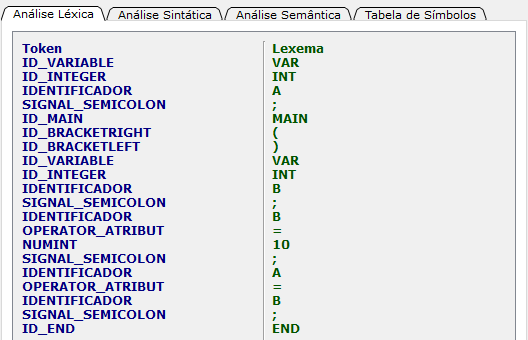 Análise Léxica Análise Sintática Análise Semântica Tabela de Símbolos
Token Lexema
ID_VARIABLE VAR
ID_INTEGER INT
IDENTIFICADOR A
SIGNAL_SEMICOLON ;
ID_MAIN MAIN
ID_BRACKETRIGHT (
ID_BRACKETLEFT )
ID_VARIABLE VAR
ID_INTEGER INT
IDENTIFICADOR B
SIGNAL_SEMICOLON ;
IDENTIFICADOR B
OPERATOR_ATRIBUT =
NUMINT 10
SIGNAL_SEMICOLON ;
IDENTIFICADOR A
OPERATOR_ATRIBUT =
IDENTIFICADOR B
SIGNAL_SEMICOLON ;
ID_END END